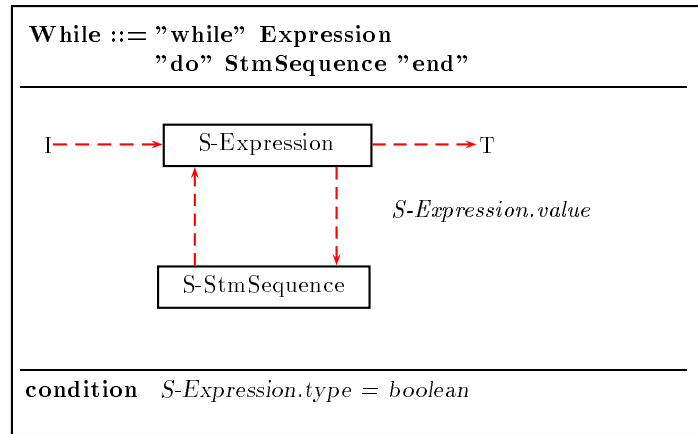 While ::= "while" Expression
"do" StmSequence "end"
I
S-Expression
T
S-Expression.value
S-StmSequence
condition S-Expression.type = boolean